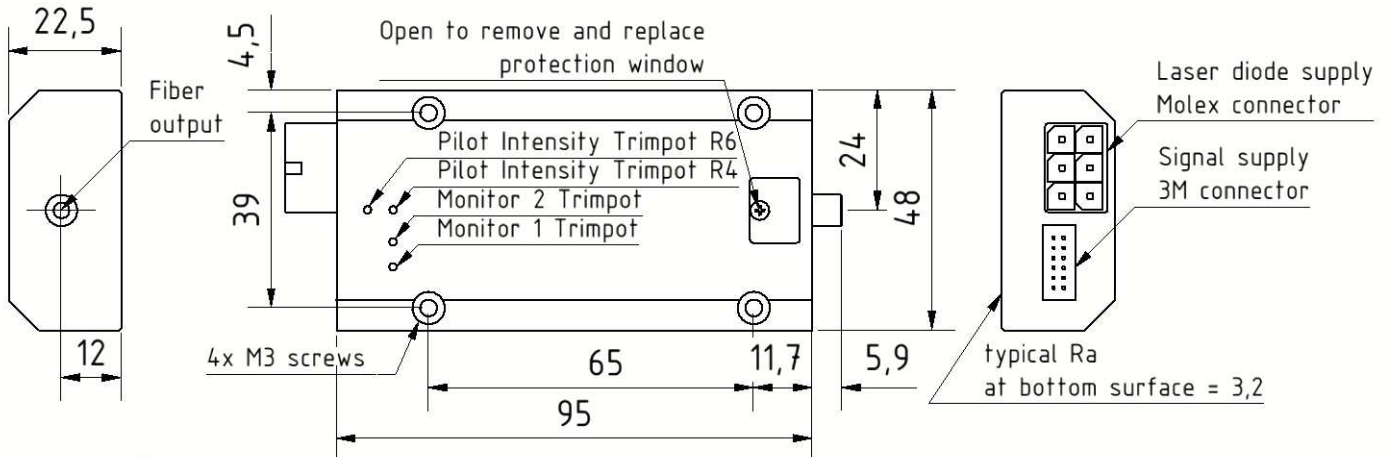 22,5
4,5
Open to remove and replace
protection window
Laser diode supply
Molex connector
Fiber
output
Pilot Intensity Trimpot R6
Pilot Intensity Trimpot R4
Monitor 2 Trimpot
Monitor 1 Trimpot
39
24
48
Signal supply
3M connector
12
4x M3 screws
65
11,7
5,9
95
typical Ra
at bottom surface = 3,2